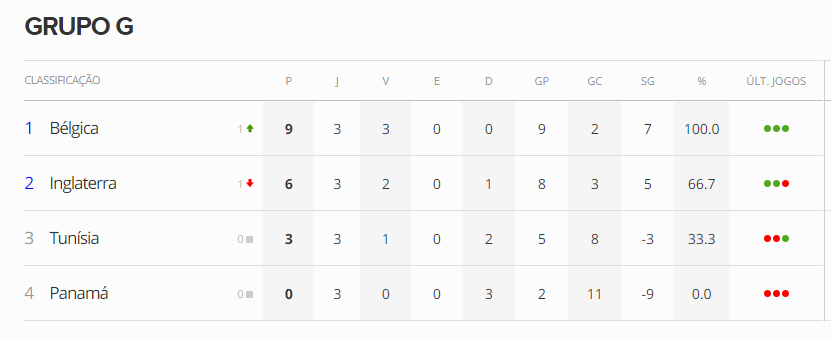 GRUPO G
CLASSIFICAÇÃO P J V E D GP GC SG % ÚLT. JOGOS
1 Bélgica 1 9 3 3 0 0 9 2 7 100.0
2 Inglaterra 1 6 3 2 0 1 8 3 5 66.7
3 Tunísia 0 3 3 1 0 2 5 8 -3 33.3
4 Panamá 0 0 3 0 0 3 2 11 -9 0.0